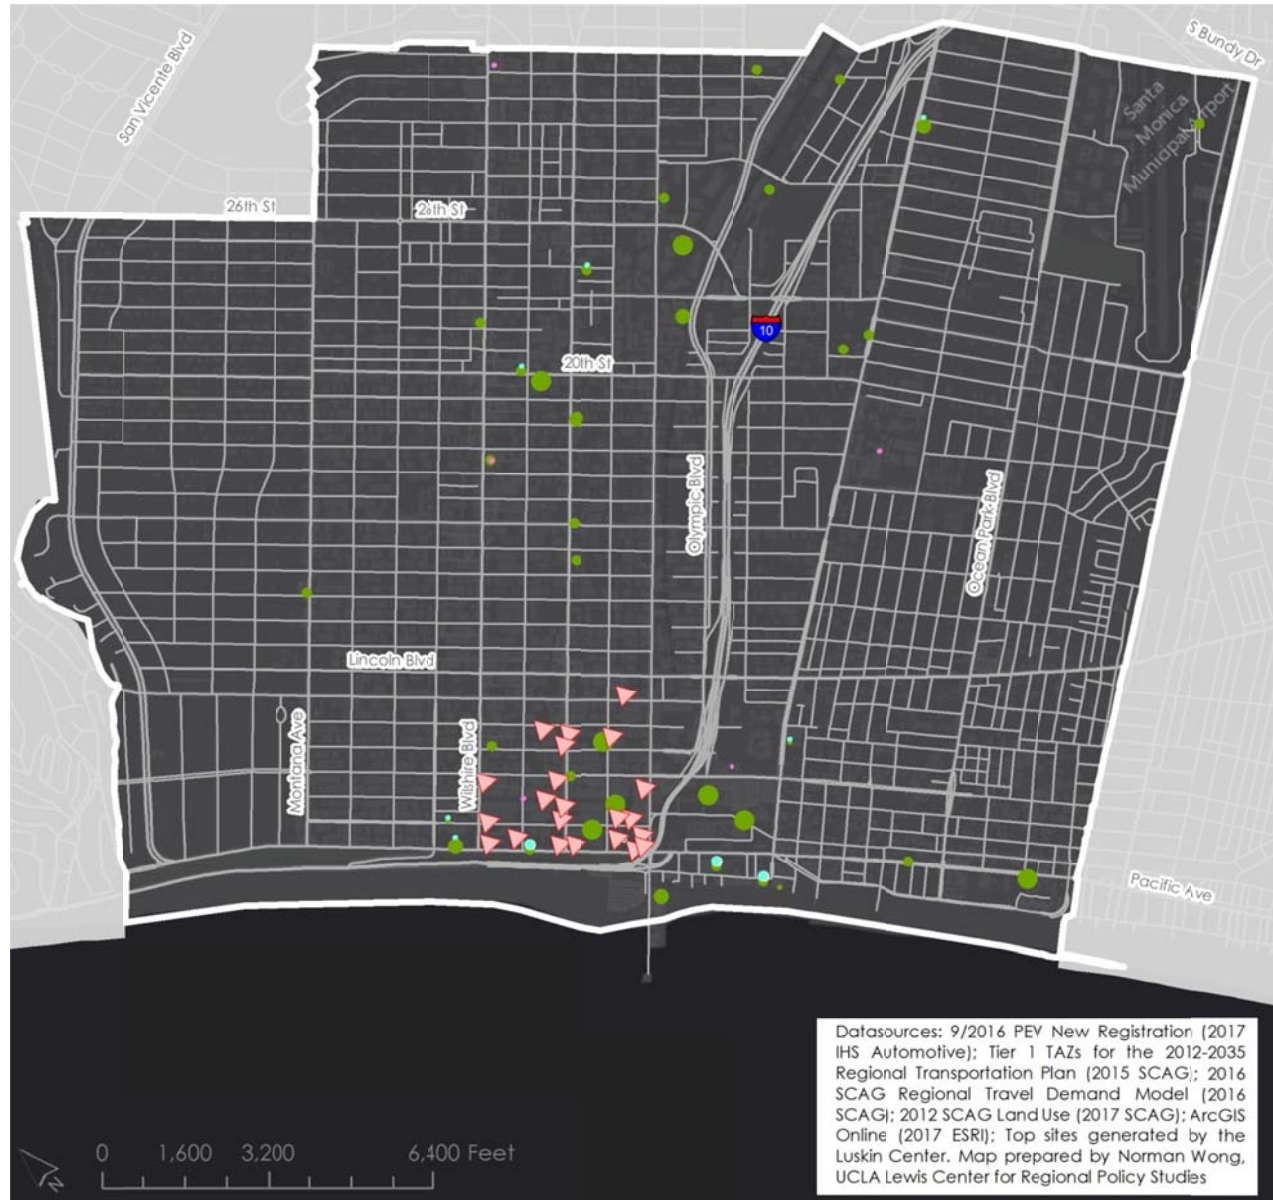 San Vicente Blvd
S Bundy Dr
Santa
Monica
Municipal Airport
26th St
26th St
10
20th St
Olympic Blvd
Ocean Park Blvd
Lincoln Blvd
Montana Ave
Wilshire Blvd
Pacific Ave
Datasources: 9/2016 PEV New Registration (2017
IHS Automotive); Tier 1 TAZs for the 2012-2035
Regional Transportation Plan (2015 SCAG); 2016
SCAG Regional Travel Demand Model (2016
SCAG); 2012 SCAG Land Use (2017 SCAG); ArcGIS
Online (2017 ESRI); Top sites generated by the
Luskin Center. Map prepared by Norman Wong,
UCLA Lewis Center for Regional Policy Studies
0 1,600 3,200 6,400 Feet
N